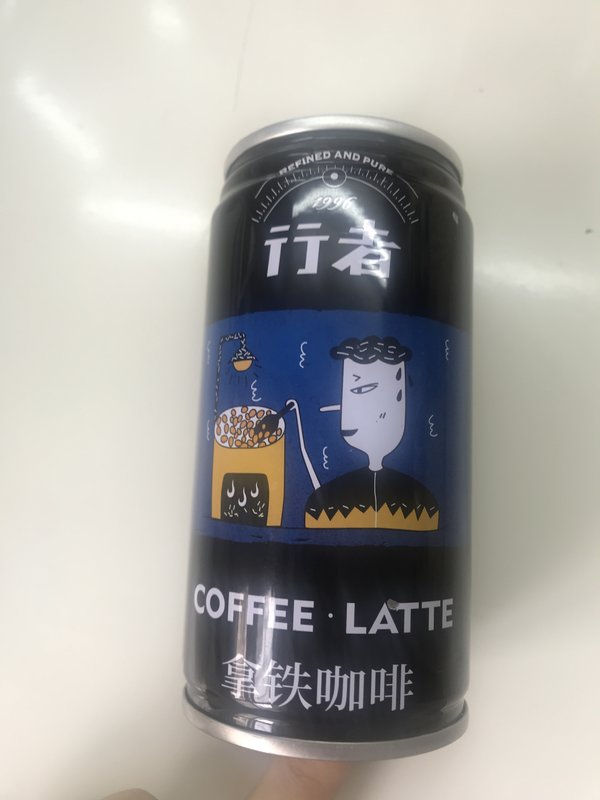 REFINED AND PURE
1996
行者
COFFEE · LATTE
拿铁咖啡